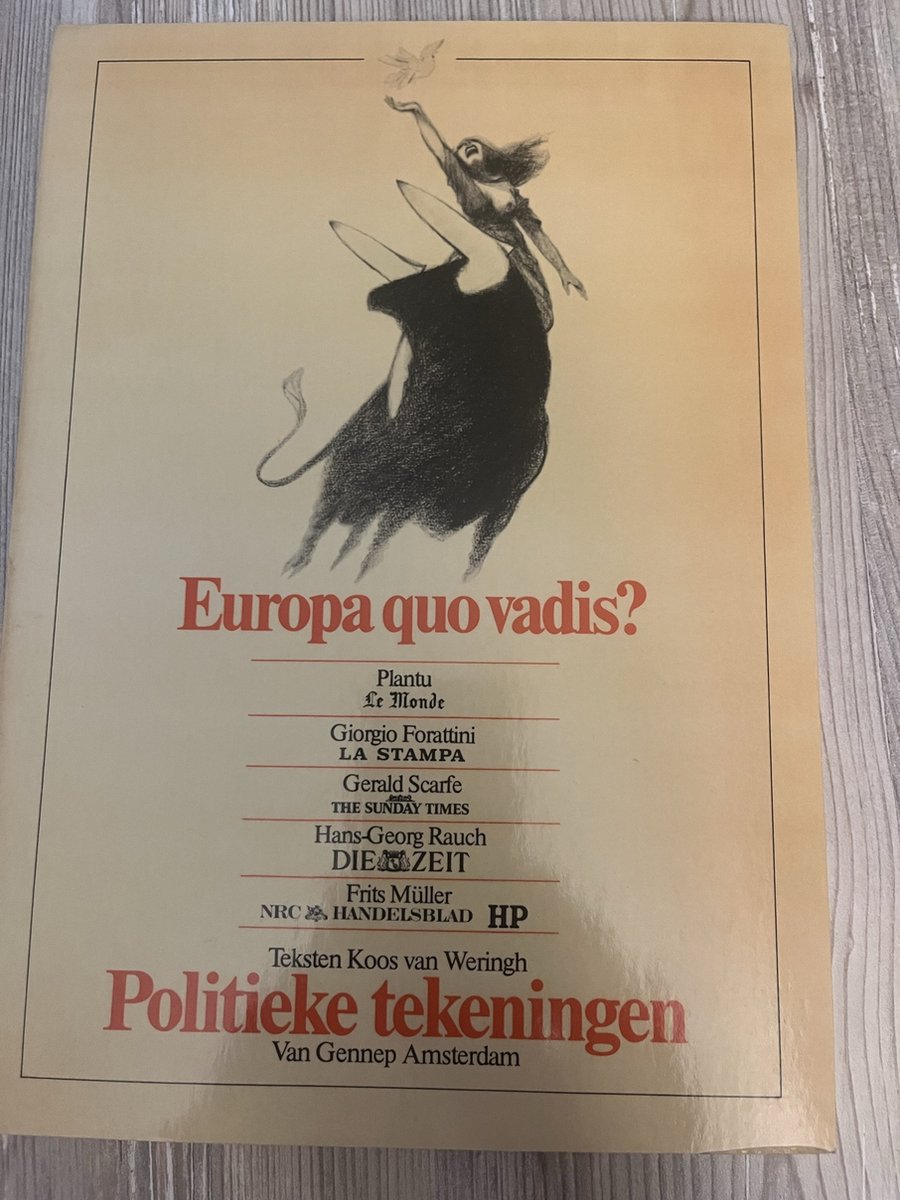 Europa quo vadis?
Plantu
Le Monde
Giorgio Forattini
LA STAMPA
Gerald Scarfe
THE SUNDAY TIMES
Hans-Georg Rauch
DIE ZEIT
Frits Müller
NRC HANDELSBLAD HP
Teksten Koos van Weringh
Politieke tekeningen
Van Gennep Amsterdam